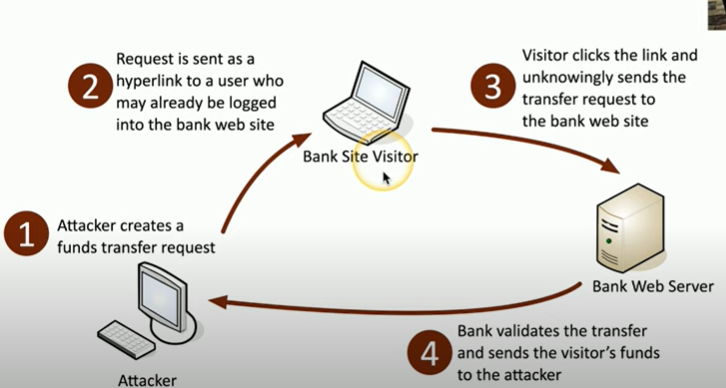 2
Request is sent as a
hyperlink to a user who
may already be logged
into the bank web site
3
Visitor clicks the link and
unknowingly sends the
transfer request to
the bank web site
Bank Site Visitor
1
Attacker creates a
funds transfer request
Bank Web Server
4
Bank validates the transfer
and sends the visitor's funds
to the attacker
Attacker